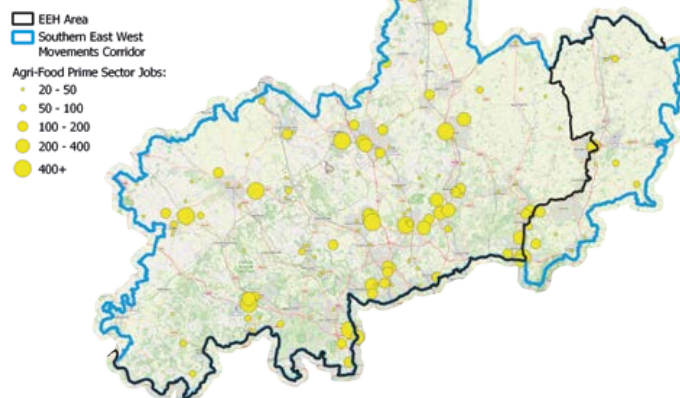 EEH Area
Southern East West
Movements Corridor
Agri-Food Prime Sector Jobs:
20 - 50
50 - 100
100 - 200
200 - 400
400+